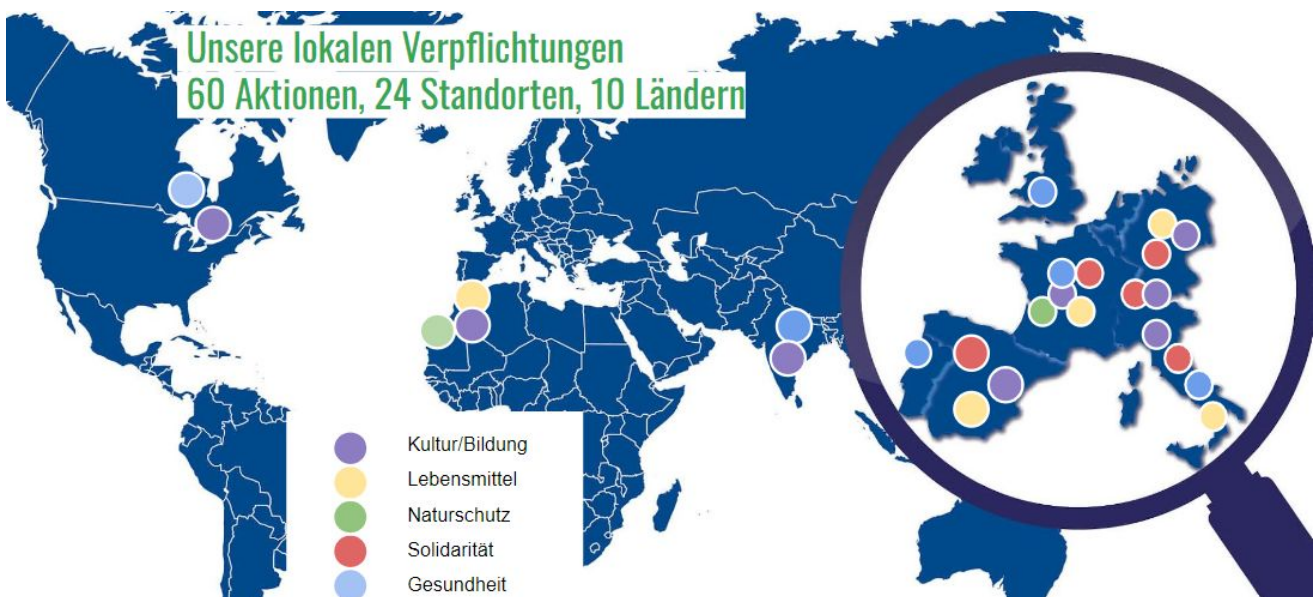 Unsere lokalen Verpflichtungen
60 Aktionen, 24 Standorten, 10 Ländern
Kultur/Bildung
Lebensmittel
Naturschutz
Solidarität
Gesundheit